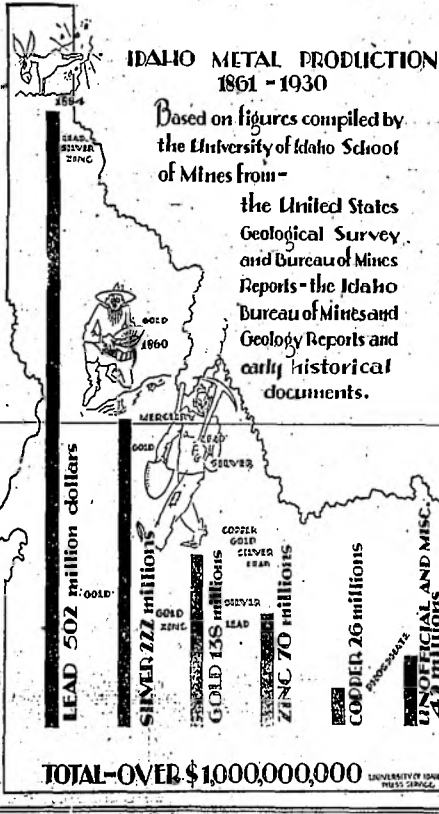 IDAHO METAL PRODUCTION
1861 - 1930
Based on figures compiled by
the University of Idaho School
of Mines from-
the United States
Geological Survey
and Bureau of Mines
Reports-the Idaho
Bureau of Mines and
Geology Reports and
early historical
documents.
1884
LEAD
SILVER
ZINC
GOLD
1860
MERCURY
GOLD
LEAD
SILVER
COPPER
GOLD
SILVER
LEAD
GOLD
GOLD
ZINC
SILVER
LEAD
PHOSPHATE
LEAD 502 million dollars
SILVER 222 millions
GOLD 138 millions
ZINC 70 millions
COPPER 26 millions
UNOFFICIAL AND MISC.
4 millions
TOTAL-OVER $1,000,000,000
UNIVERSITY OF IDAHO
PRESS SERVICE